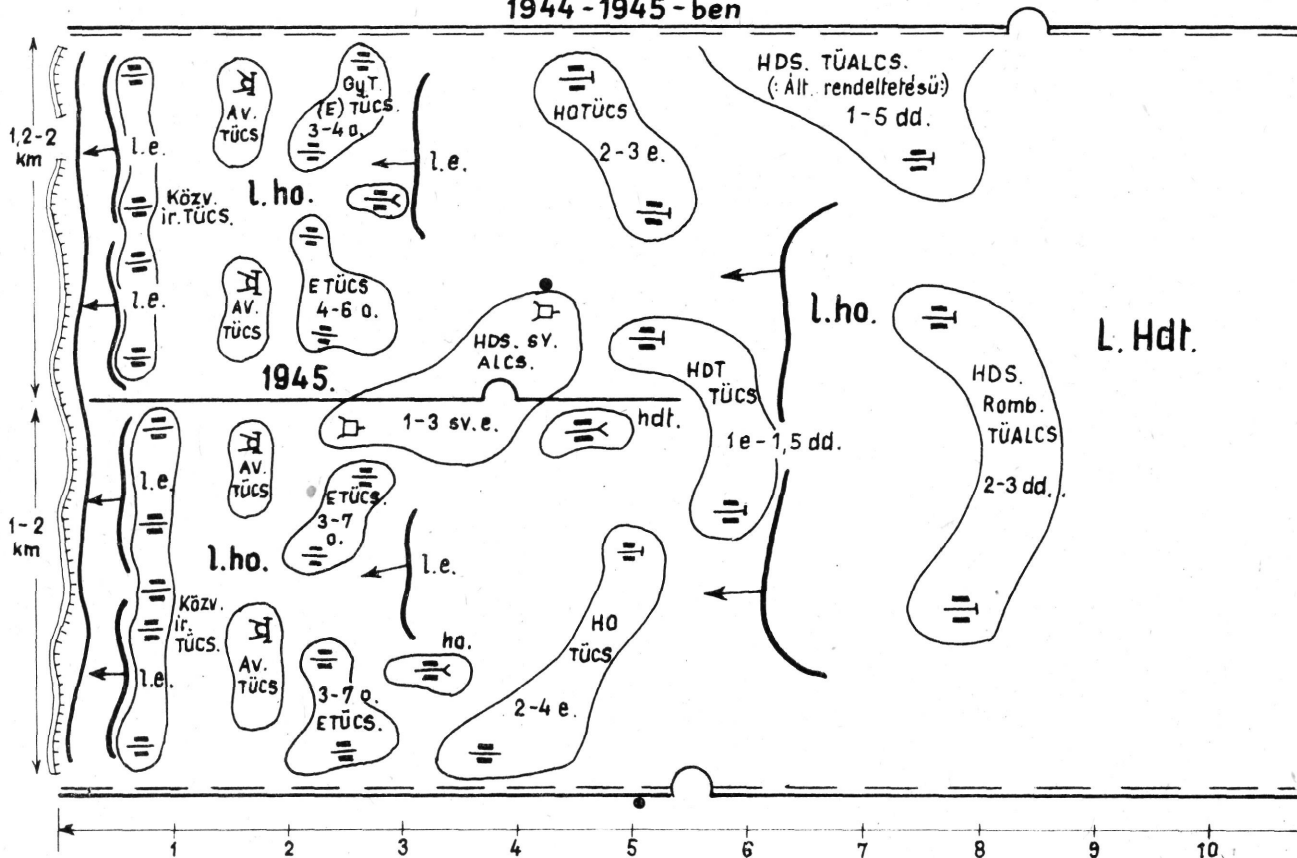 1944-1945-ben
1,2-2
km
l.e.
Közv.
ir. TÜCS.
l.e.
AV.
TÜCS
GyT.
(E) TÜCS.
3-4 o.
l.ho.
l.e.
AV.
TÜCS
ETÜCS
4-6 o.
HOTÜCS
2-3 e.
HDS. TÜALCS.
(: Ált. rendeltetésü:)
1-5 dd.
1945.
HDS. sv.
ALCS.
1-3 sv.e.
HDT
TÜCS
1e-1,5 dd.
l.ho.
HDS.
Romb.
TÜALCS
2-3 dd.
L. Hdt.
hdt.
1-2
km
l.e.
Közv.
ir.
TÜCS.
l.e.
AV.
TÜCS
ETÜCS.
3-7
o.
l.ho.
l.e.
AV.
TÜCS
3-7 o.
ETÜCS.
ho.
HO
TÜCS
2-4 e.
1 2 3 4 5 6 7 8 9 10